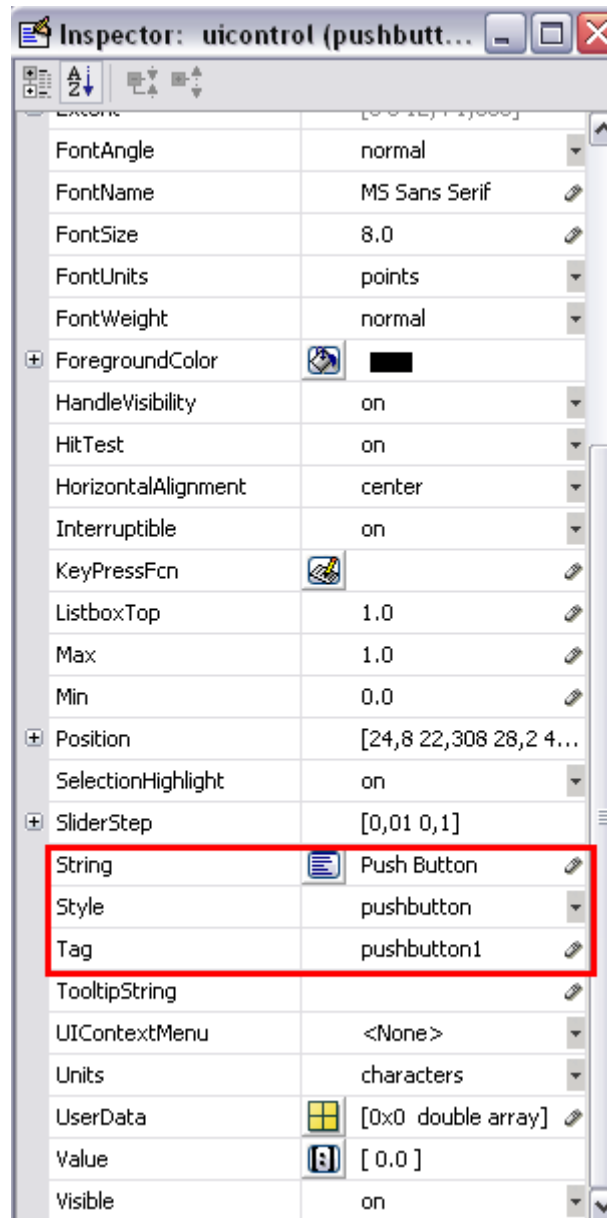 Inspector: uicontrol (pushbutt...
Extent
FontAngle normal
FontName MS Sans Serif
FontSize 8.0
FontUnits points
FontWeight normal
ForegroundColor
HandleVisibility on
HitTest on
HorizontalAlignment center
Interruptible on
KeyPressFcn
ListboxTop 1.0
Max 1.0
Min 0.0
Position [24,8 22,308 28,2 4...
SelectionHighlight on
SliderStep [0,01 0,1]
String Push Button
Style pushbutton
Tag pushbutton1
TooltipString
UIContextMenu <None>
Units characters
UserData [0x0 double array]
Value [ 0.0 ]
Visible on